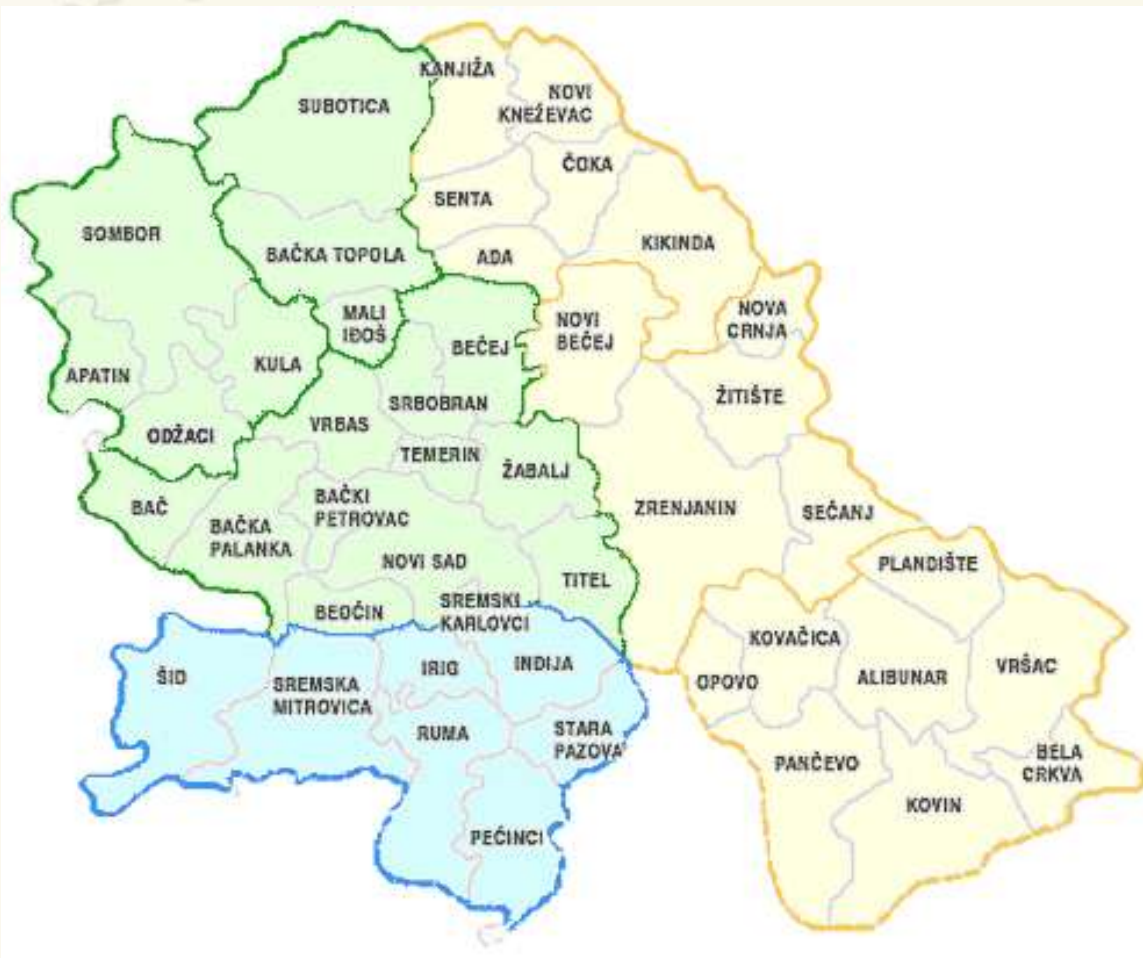 KANJIŽA
NOVI
KNEŽEVAC
SUBOTICA
ČOKA
SENTA
SOMBOR
KIKINDA
BAČKA TOPOLA
ADA
MALI
IĐOŠ
NOVI
BEČEJ
NOVA
CRNJA
BEČEJ
KULA
APATIN
ŽITIŠTE
SRBOBRAN
VRBAS
ODŽACI
TEMERIN
ŽABALJ
BAČ
BAČKI
PETROVAC
ZRENJANIN
SEČANJ
BAČKA
PALANKA
NOVI SAD
PLANDIŠTE
TITEL
BEOČIN
SREMSKI
KARLOVCI
KOVAČICA
ŠID
IRIG
INDIJA
VRŠAC
OPOVO
ALIBUNAR
SREMSKA
MITROVICA
RUMA
STARA
PAZOVA
PANČEVO
BELA
CRKVA
KOVIN
PEĆINCI